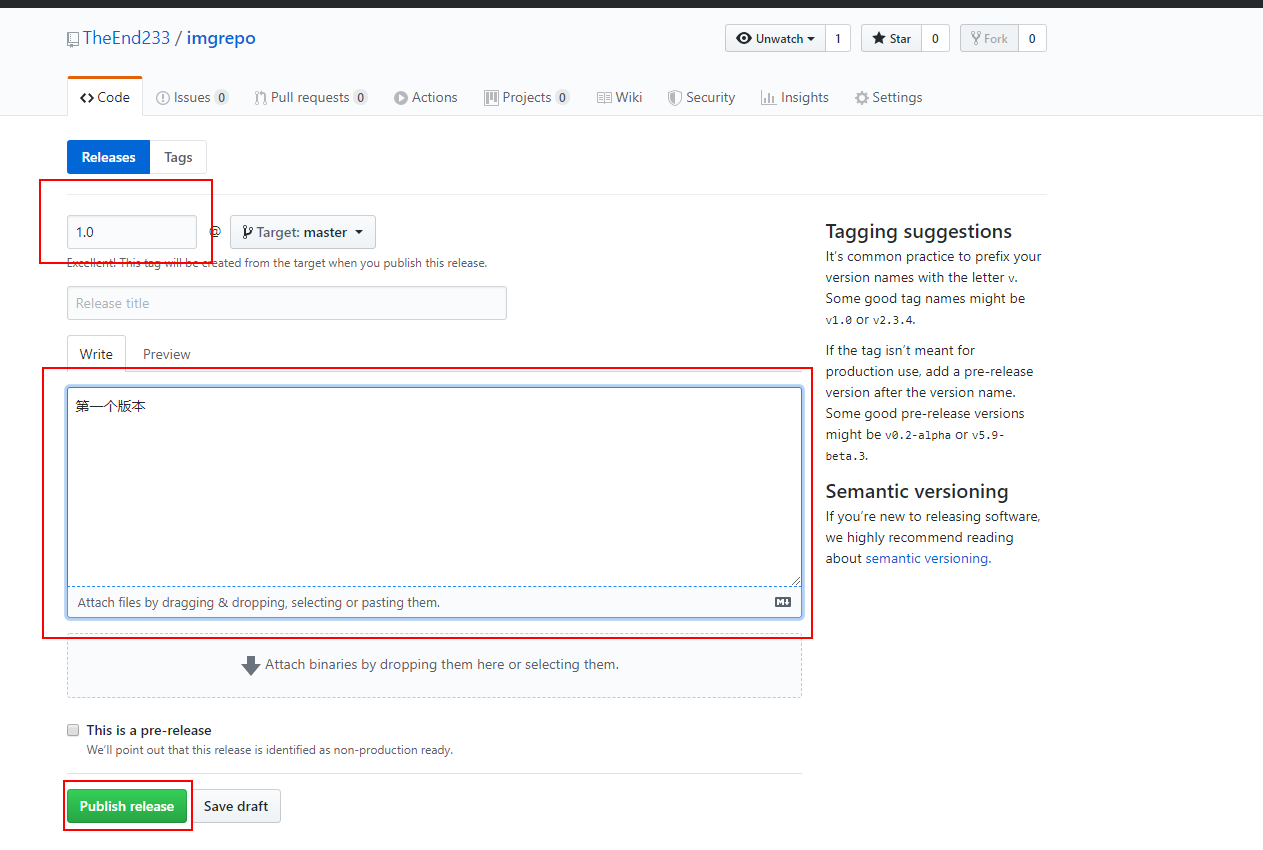 TheEnd233 / imgrepo
Unwatch 1 Star 0 Fork 0
Code Issues 0 Pull requests 0 Actions Projects 0 Wiki Security Insights Settings
Releases Tags
1.0 @ Target: master
Excellent! This tag will be created from the target when you publish this release.
Release title
Write Preview
第一个版本
Attach files by dragging & dropping, selecting or pasting them.
Attach binaries by dropping them here or selecting them.
This is a pre-release
We’ll point out that this release is identified as non-production ready.
Publish release Save draft
Tagging suggestions
It’s common practice to prefix your
version names with the letter v.
Some good tag names might be
v1.0 or v2.3.4.
If the tag isn’t meant for
production use, add a pre-release
version after the version name.
Some good pre-release versions
might be v0.2-alpha or v5.9-
beta.3.
Semantic versioning
If you’re new to releasing software,
we highly recommend reading
about semantic versioning.